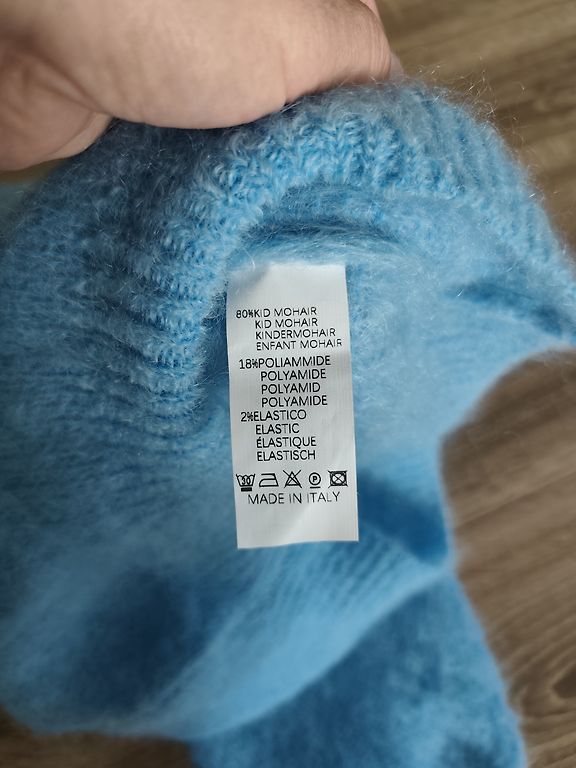 80%KID MOHAIR
KID MOHAIR
KINDERMOHAIR
ENFANT MOHAIR
18%POLIAMMIDE
POLYAMIDE
POLYAMID
POLYAMIDE
2%ELASTICO
ELASTIC
ÉLASTIQUE
ELASTISCH
P
MADE IN ITALY